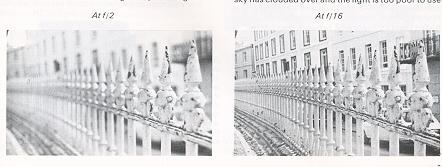 sky has clouded over and the light is too poor to use
At f/2
At f/16